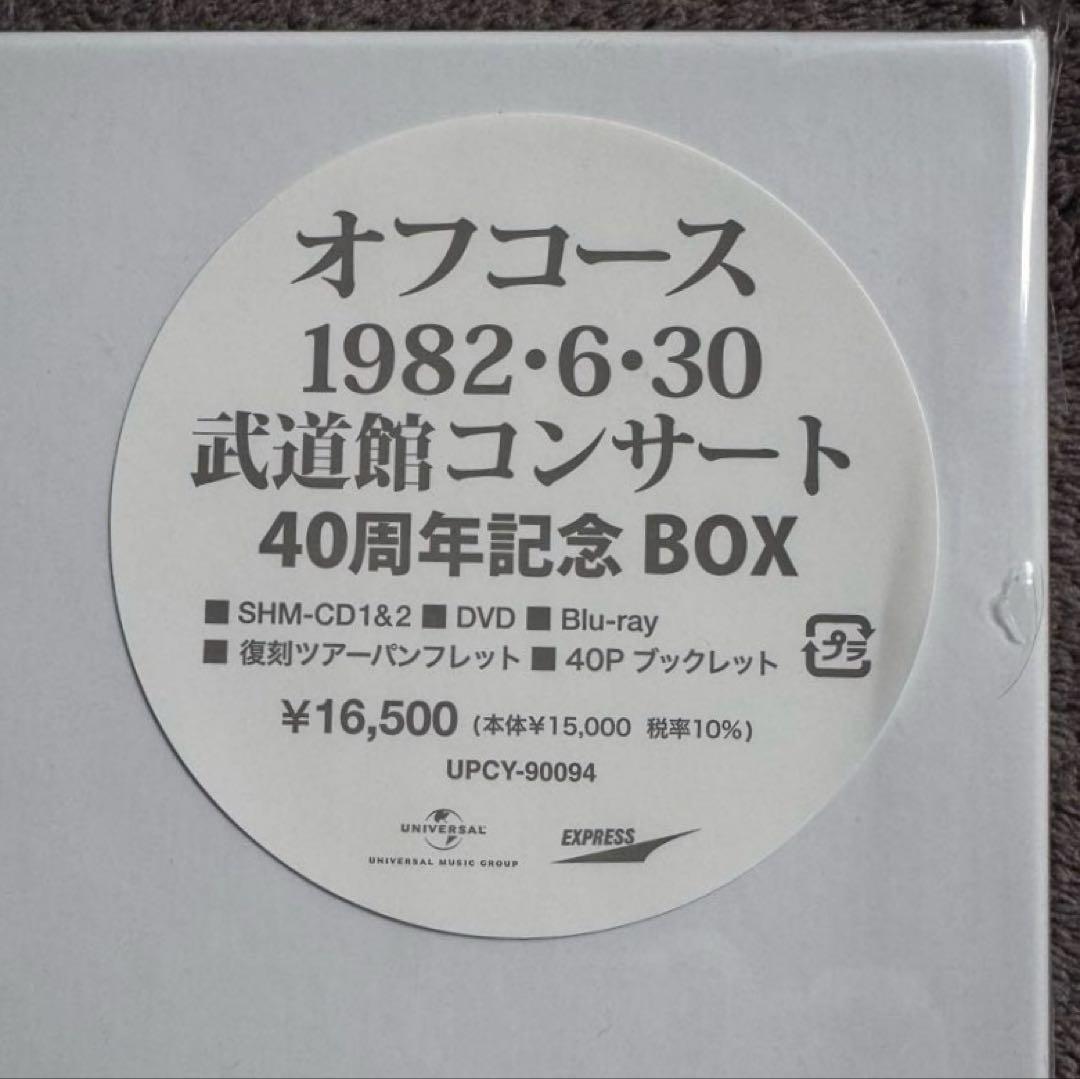 オフコース
1982・6・30
武道館コンサート
40周年記念 BOX
■ SHM-CD1&2 ■ DVD ■ Blu-ray
■ 復刻ツアーパンフレット ■ 40P ブックレット
プラ
¥16,500 (本体¥15,000 税率10%)
UPCY-90094
UNIVERSAL
UNIVERSAL MUSIC GROUP
EXPRESS